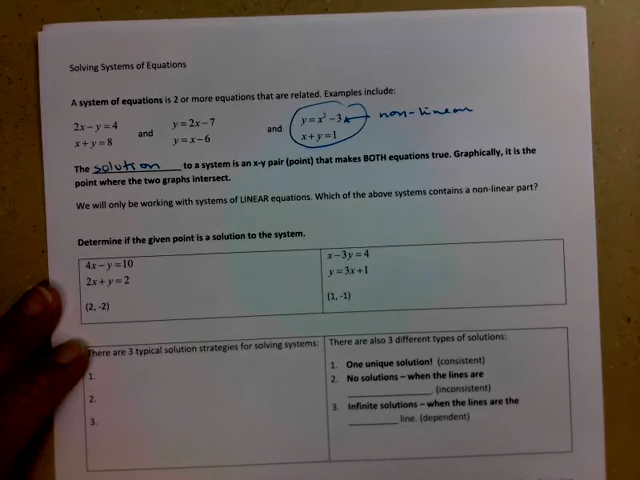 Solving Systems of Equations
A system of equations is 2 or more equations that are related. Examples include:
2x – y = 4 and y = 2x – 7 and y = x² – 3x non-linear
x + y = 8 y = x – 6 x + y = 1
The solution to a system is an x-y pair (point) that makes BOTH equations true. Graphically, it is the
point where the two graphs intersect.
We will only be working with systems of LINEAR equations. Which of the above systems contains a non-linear part?
Determine if the given point is a solution to the system.
4x – y = 10
2x + y = 2
(2, -2)
x – 3y = 4
y = 3x + 1
(1, -1)
There are 3 typical solution strategies for solving systems:
1.
2.
3.
There are also 3 different types of solutions:
1. One unique solution! (consistent)
2. No solutions – when the lines are
____________. (inconsistent)
3. Infinite solutions – when the lines are the
________ line. (dependent)